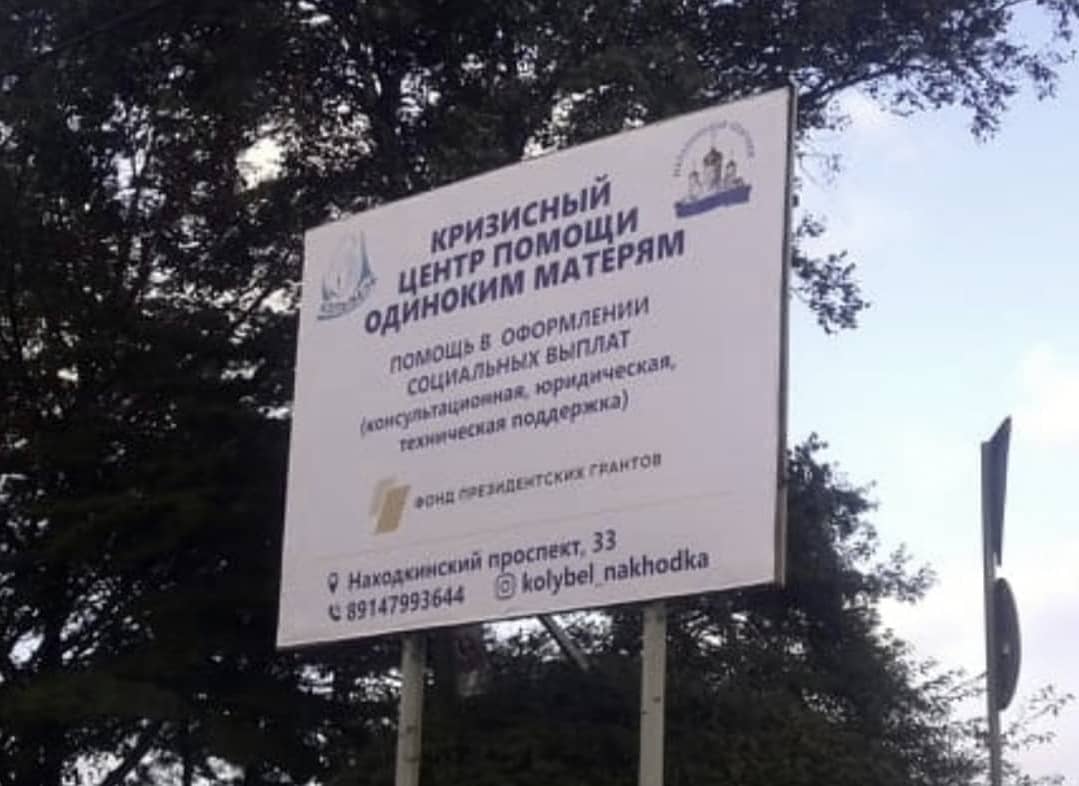 КРИЗИСНЫЙ
ЦЕНТР ПОМОЩИ
ОДИНОКИМ МАТЕРЯМ
ПОМОЩЬ В ОФОРМЛЕНИИ
СОЦИАЛЬНЫХ ВЫПЛАТ
(консультационная, юридическая,
техническая поддержка)
ФОНД ПРЕЗИДЕНТСКИХ ГРАНТОВ
Находкинский проспект, 33
89147993644 kolybel_nakhodka